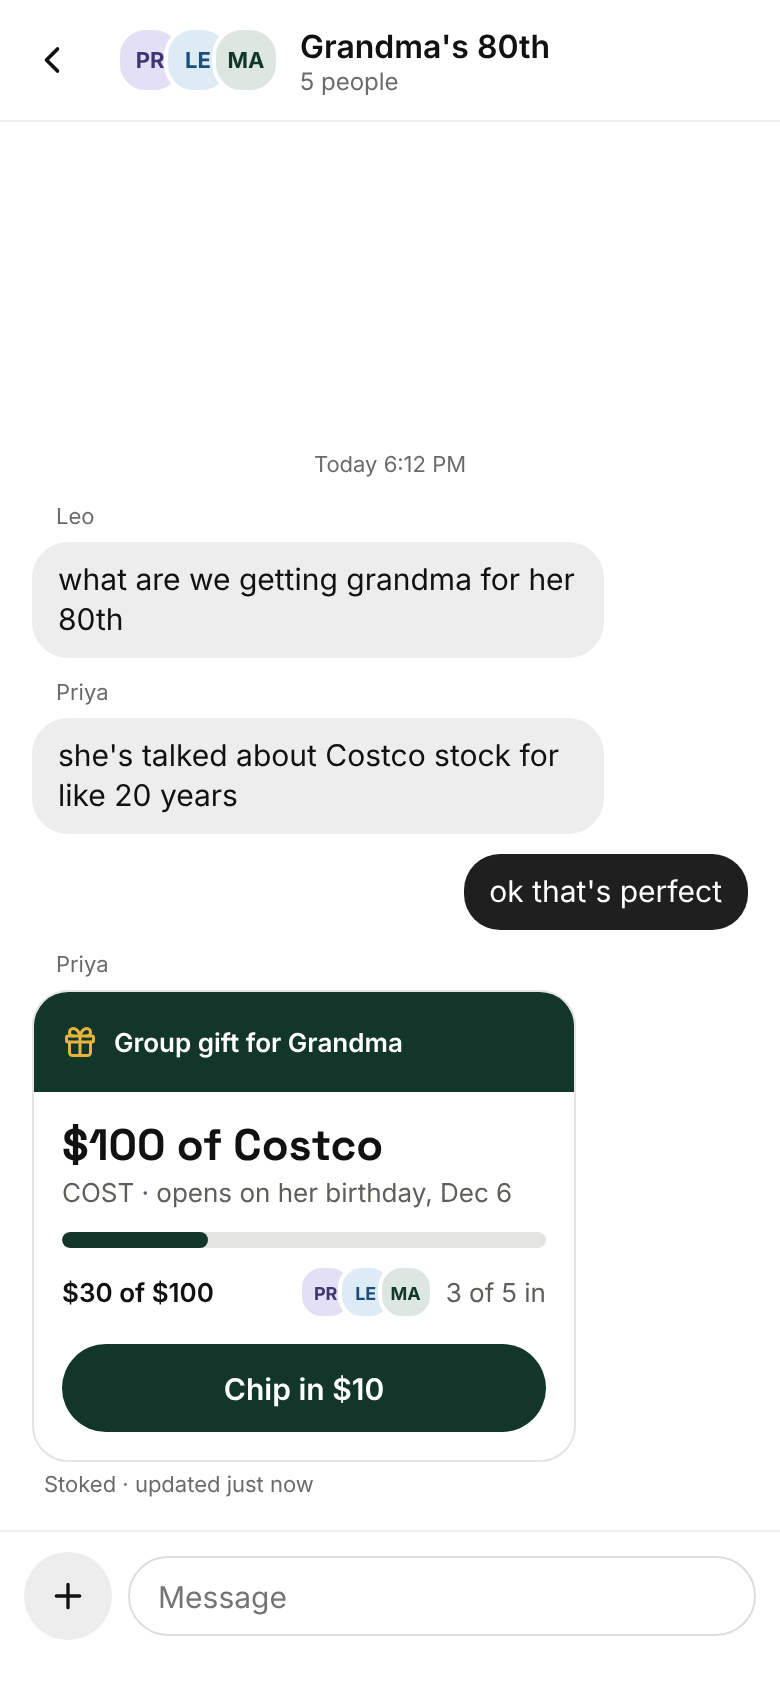 PR LE MA
Grandma's 80th
5 people
Today 6:12 PM
Leo
what are we getting grandma for her
80th
Priya
she's talked about Costco stock for
like 20 years
ok that's perfect
Priya
Group gift for Grandma
$100 of Costco
COST · opens on her birthday, Dec 6
$30 of $100 PR LE MA 3 of 5 in
Chip in $10
Stoked · updated just now
Message